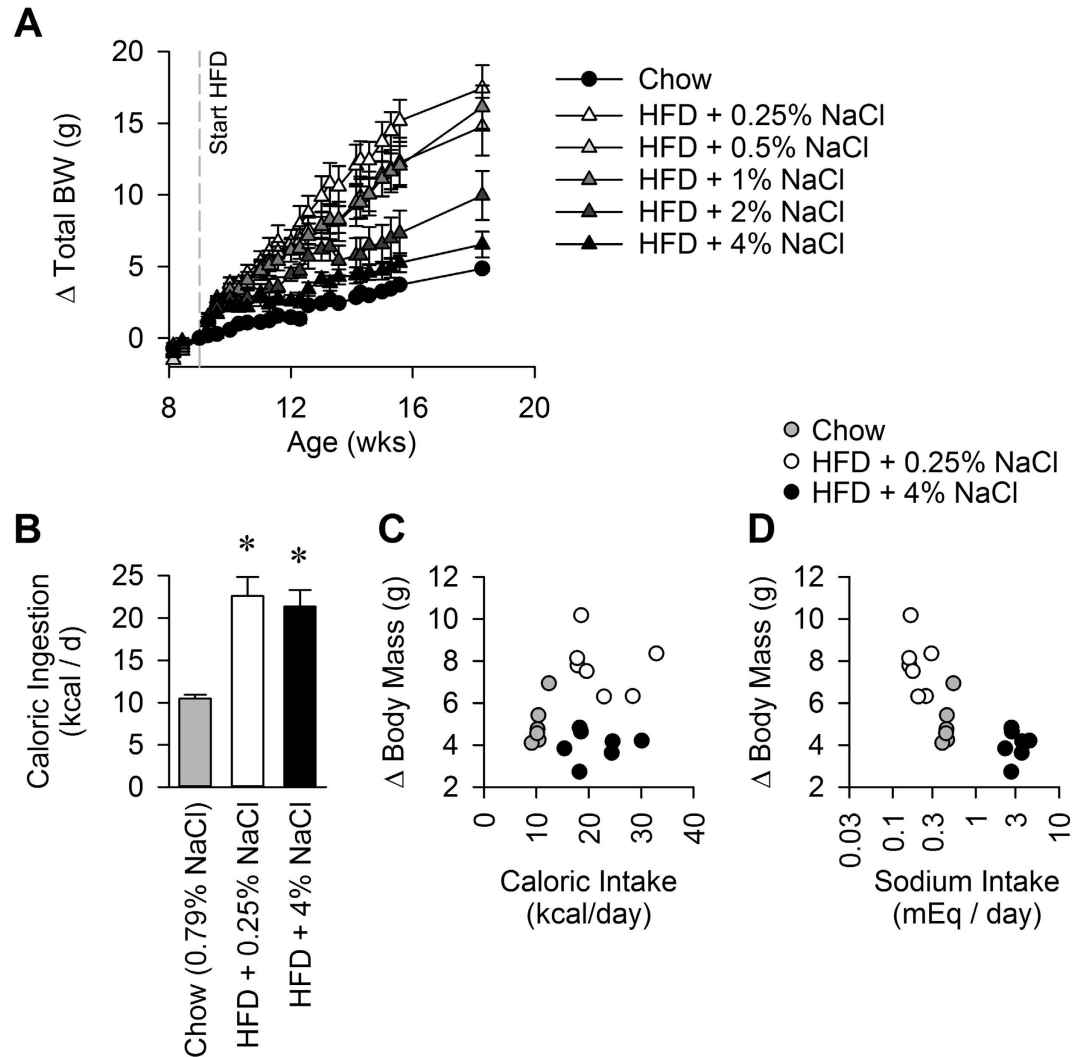 A
Δ Total BW (g)
20
15
10
5
0
Start HFD
8
12
16
20
Age (wks)
Chow
HFD + 0.25% NaCl
HFD + 0.5% NaCl
HFD + 1% NaCl
HFD + 2% NaCl
HFD + 4% NaCl
Chow
HFD + 0.25% NaCl
HFD + 4% NaCl
B
Caloric Ingestion
(kcal / d)
25
20
15
10
5
0
*
*
Chow (0.79% NaCl)
HFD + 0.25% NaCl
HFD + 4% NaCl
C
Δ Body Mass (g)
12
10
8
6
4
2
0
10
20
30
40
Caloric Intake
(kcal/day)
D
Δ Body Mass (g)
12
10
8
6
4
2
0.03
0.1
0.3
1
3
10
Sodium Intake
(mEq / day)